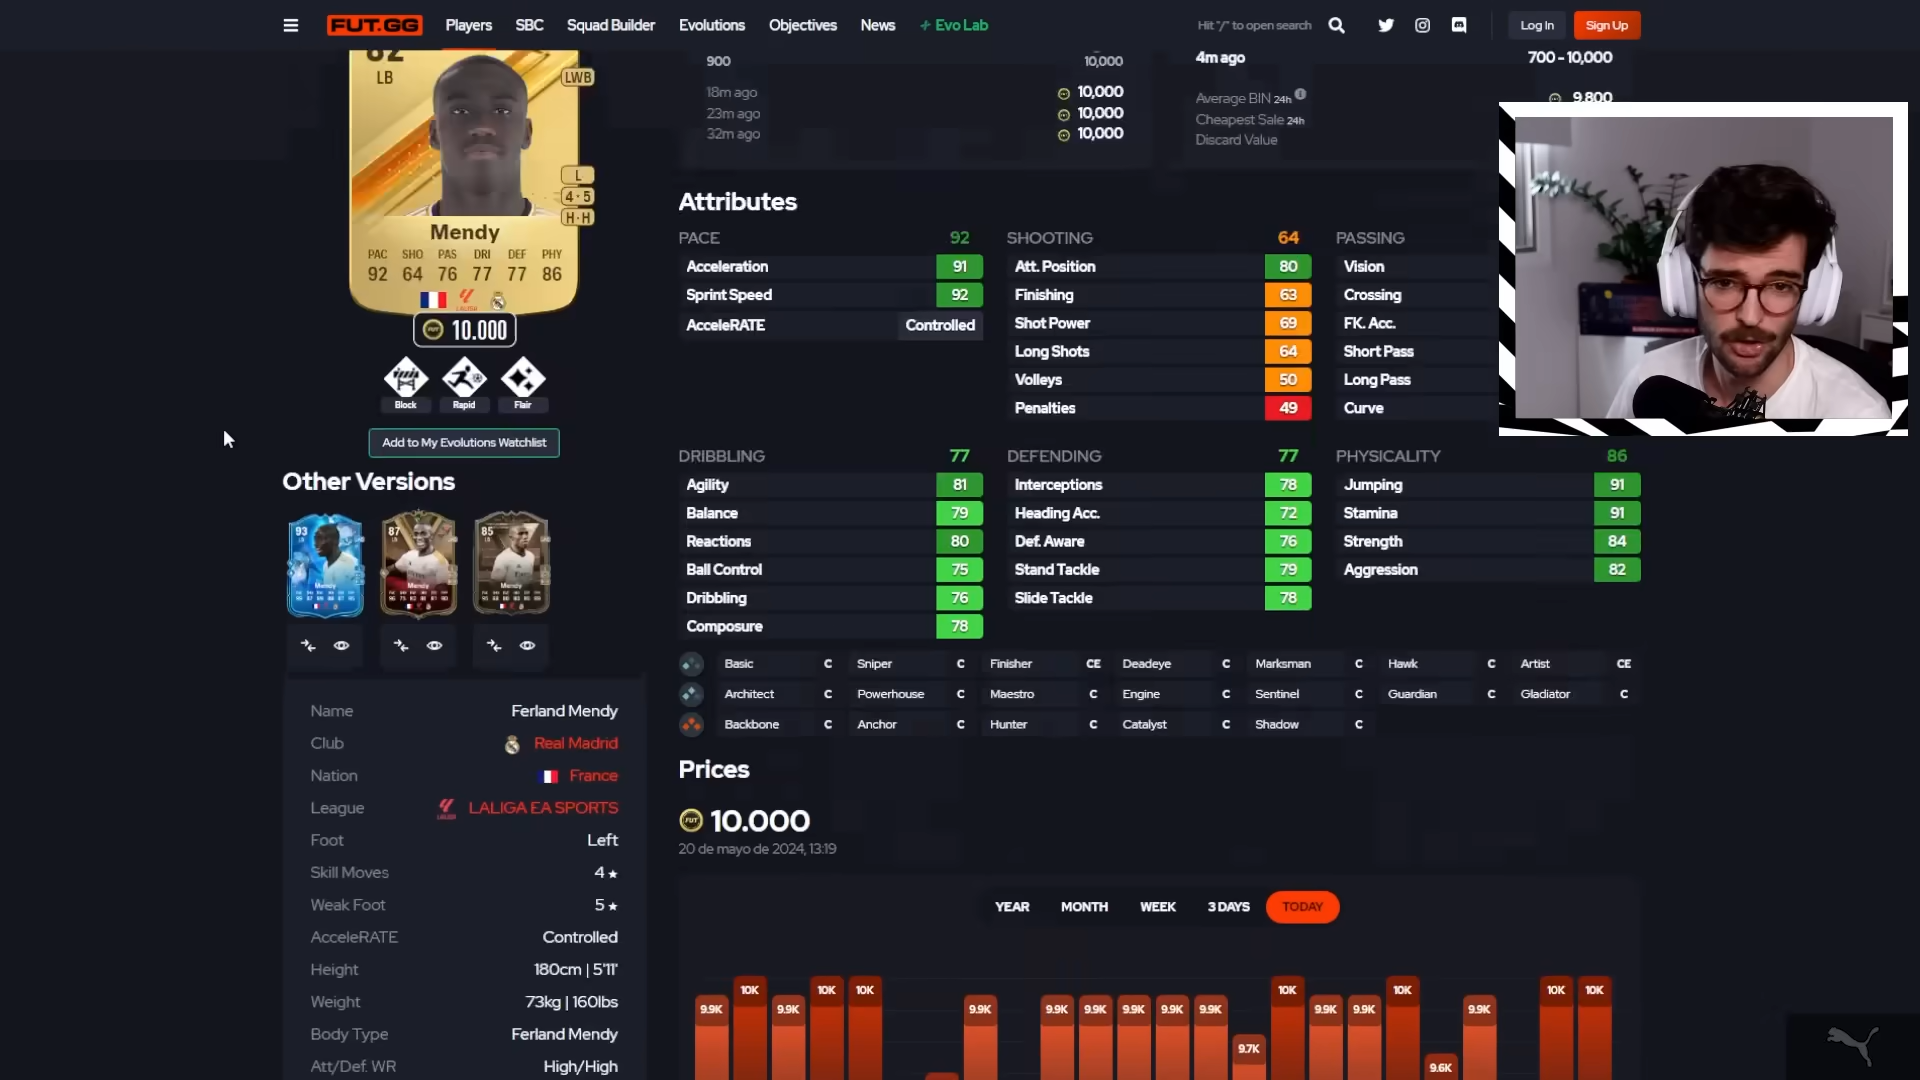 FUT.GG
Players
SBC
Squad Builder
Evolutions
Objectives
News
+ Evo Lab
Hit "/" to open search
Log In
Sign Up
82
LB
LWB
L
4 · 5
H·H
Mendy
PAC SHO PAS DRI DEF PHY
92 64 76 77 77 86
10.000
Block
Rapid
Flair
Add to My Evolutions Watchlist
900
10,000
18m ago 10,000
23m ago 10,000
32m ago 10,000
4m ago
700 - 10,000
Average BIN 24h 9,800
Cheapest Sale 24h
Discard Value
Attributes
PACE 92
Acceleration 91
Sprint Speed 92
AcceleRATE Controlled
SHOOTING 64
Att. Position 80
Finishing 63
Shot Power 69
Long Shots 64
Volleys 50
Penalties 49
PASSING
Vision
Crossing
FK. Acc.
Short Pass
Long Pass
Curve
DRIBBLING 77
Agility 81
Balance 79
Reactions 80
Ball Control 75
Dribbling 76
Composure 78
DEFENDING 77
Interceptions 78
Heading Acc. 72
Def. Aware 76
Stand Tackle 79
Slide Tackle 78
PHYSICALITY 86
Jumping 91
Stamina 91
Strength 84
Aggression 82
Basic C Sniper C Finisher CE Deadeye C Marksman C Hawk C Artist CE
Architect C Powerhouse C Maestro C Engine C Sentinel C Guardian C Gladiator C
Backbone C Anchor C Hunter C Catalyst C Shadow C
Other Versions
93
Mendy
87
Mendy
85
Mendy
Name Ferland Mendy
Club Real Madrid
Nation France
League LALIGA EA SPORTS
Foot Left
Skill Moves 4
Weak Foot 5
AcceleRATE Controlled
Height 180cm | 5'11"
Weight 73kg | 160lbs
Body Type Ferland Mendy
Att/Def. WR High/High
Prices
10.000
20 de mayo de 2024, 13:19
YEAR MONTH WEEK 3 DAYS TODAY
9.9K 10K 9.9K 10K 10K 9.9K 9.9K 9.9K 9.9K 9.9K 9.9K 9.7K 10K 9.9K 9.9K 10K 9.6K 9.9K 10K 10K